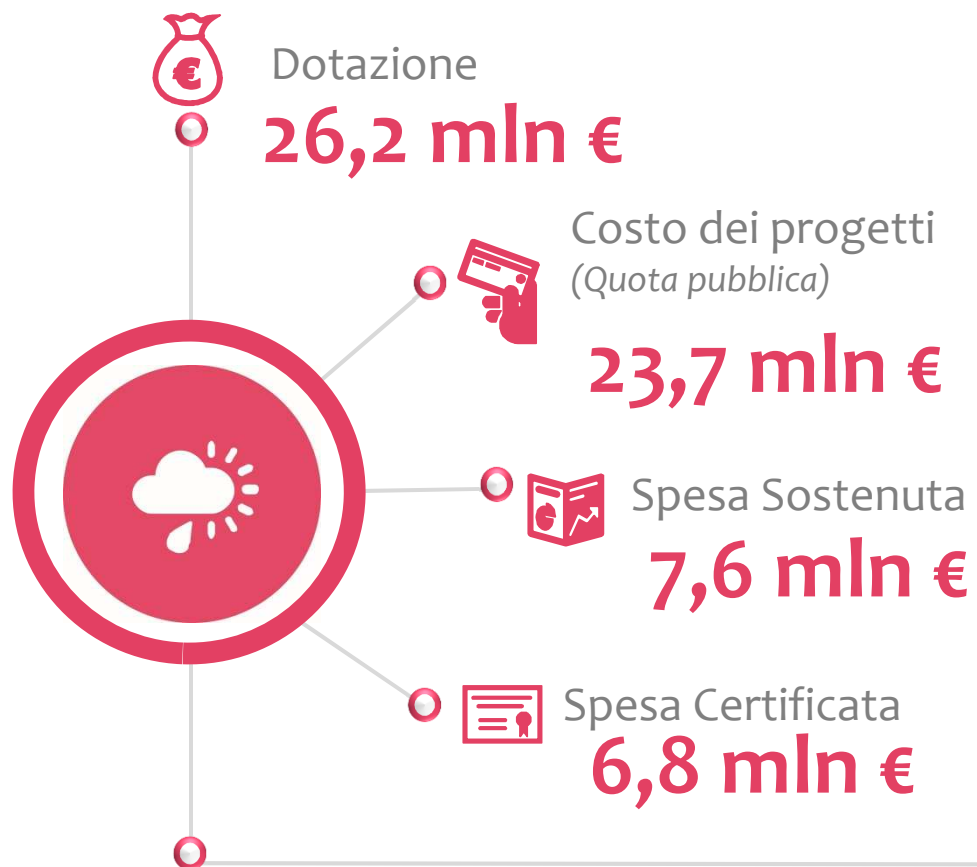 Dotazione
26,2 mln €
Costo dei progetti
(Quota pubblica)
23,7 mln €
Spesa Sostenuta
7,6 mln €
Spesa Certificata
6,8 mln €